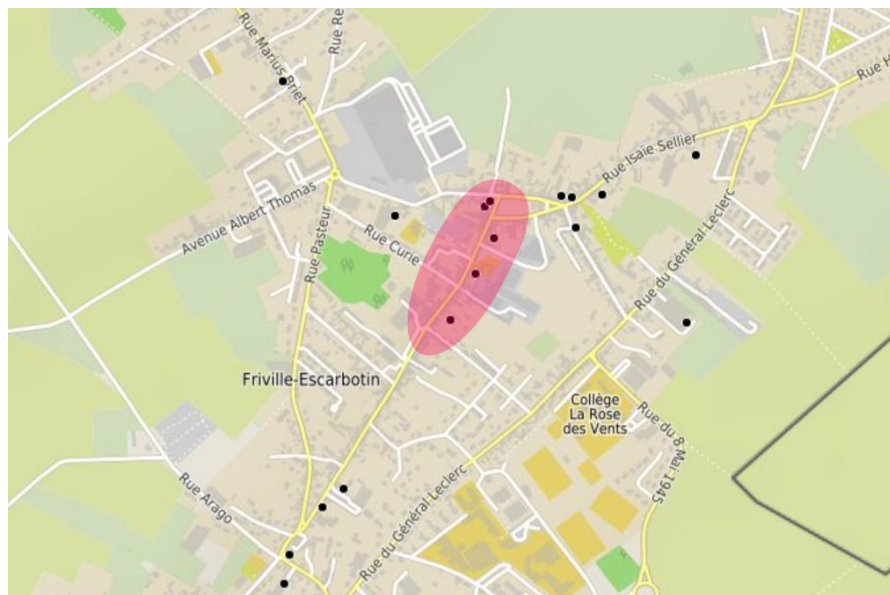 Rue Marius Briet
Rue Re
Rue H
Rue Isaïe Sellier
Avenue Albert Thomas
Rue Pasteur
Rue Curie
Rue du Général Leclerc
Friville-Escarbotin
Collège
La Rose
des Vents
Rue du 8 Mai 1945
Rue Arago
Rue du Général Leclerc